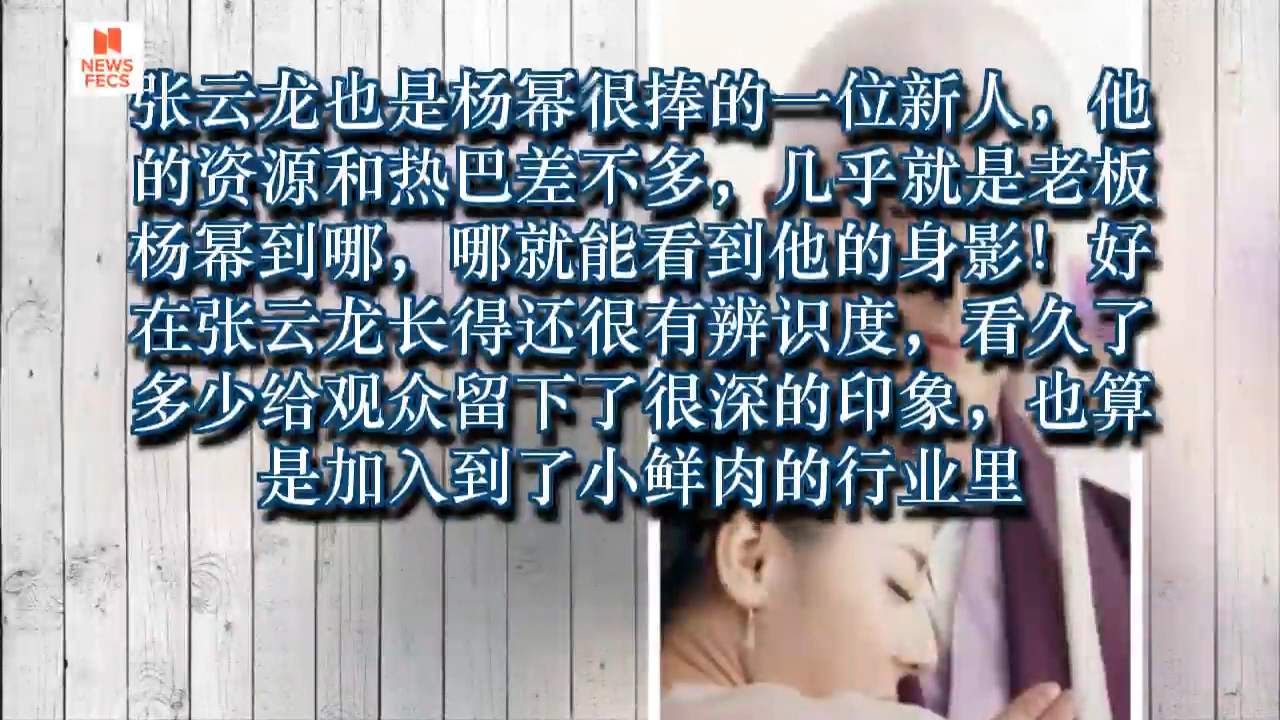 NEWS
FECS
张云龙也是杨幂很捧的一位新人，他
的资源和热巴差不多，几乎就是老板
杨幂到哪，哪就能看到他的身影！好
在张云龙长得还很有辨识度，看久了
多少给观众留下了很深的印象，也算
是加入到了小鲜肉的行业里